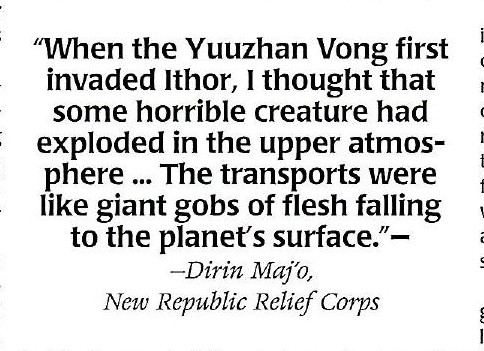 “When the Yuuzhan Vong first
invaded Ithor, I thought that
some horrible creature had
exploded in the upper atmos-
phere ... The transports were
like giant gobs of flesh falling
to the planet’s surface.”—
—Dirin Maj’o,
New Republic Relief Corps